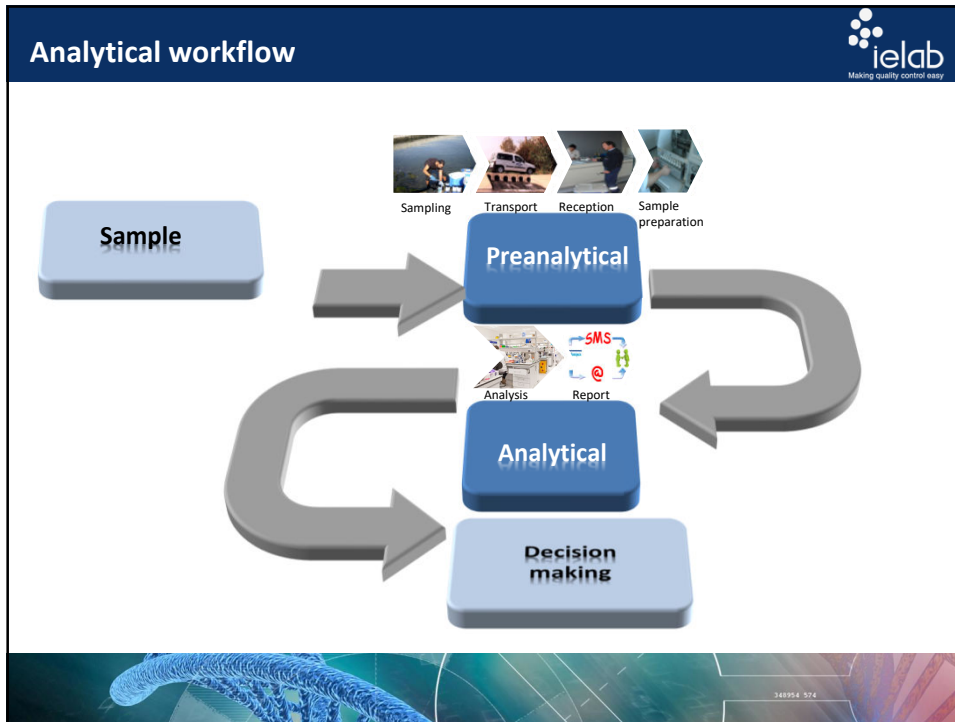 Analytical workflow
ielab
Making quality control easy
Sampling
Transport
Reception
Sample
preparation
Sample
Preanalytical
SMS
@
Analysis
Report
Analytical
Decision
making
348954 574